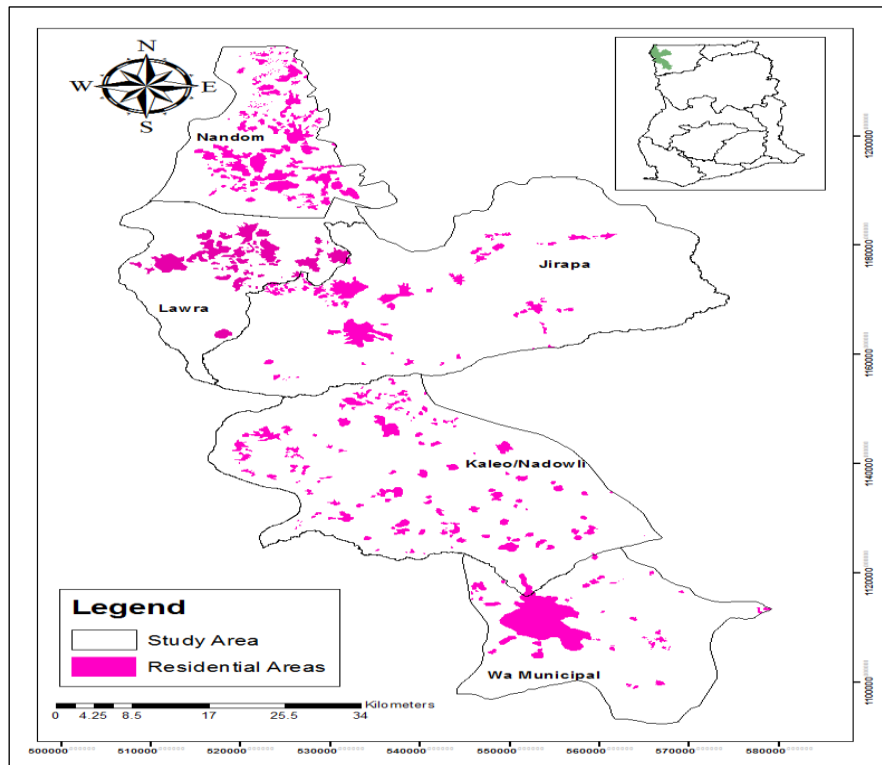 N
W E
S
Nandom
Jirapa
Lawra
Kaleo/Nadowli
Wa Municipal
Legend
Study Area
Residential Areas
Kilometers
0 4.25 8.5 17 25.5 34
500000 510000 520000 530000 540000 550000 560000 570000 580000
1200000
1180000
1160000
1140000
1120000
1100000